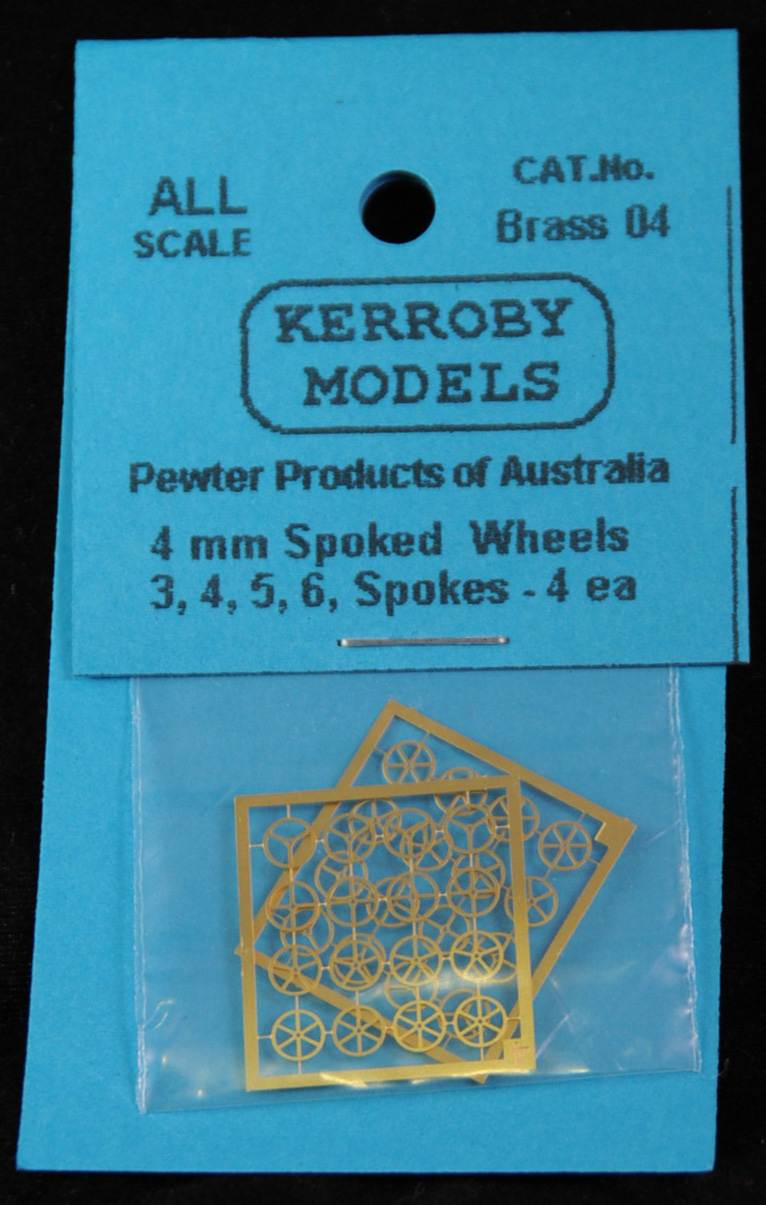 ALL
SCALE
CAT.No.
Brass 04
KERROBY
MODELS
Pewter Products of Australia
4 mm Spoked Wheels
3, 4, 5, 6, Spokes - 4 ea